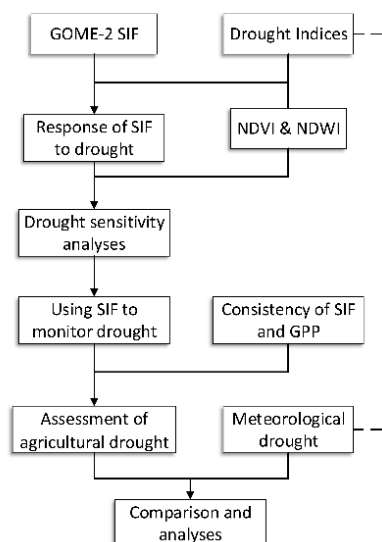 GOME-2 SIF
Drought Indices
Response of SIF
to drought
NDVI & NDWI
Drought sensitivity
analyses
Using SIF to
monitor drought
Consistency of SIF
and GPP
Assessment of
agricultural drought
Meteorological
drought
Comparison and
analyses